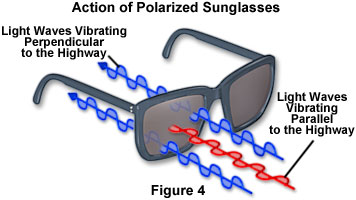 Action of Polarized Sunglasses
Light Waves Vibrating
Perpendicular
to the Highway
Light Waves
Vibrating
Parallel
to the Highway
Figure 4